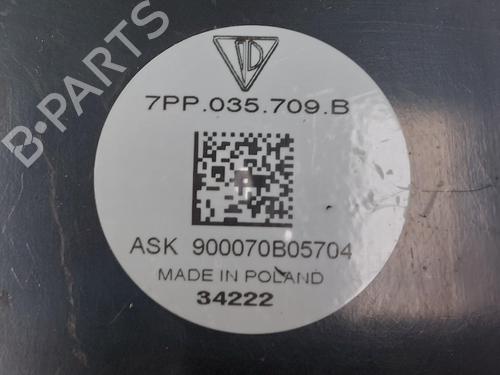 B-PARTS
7PP.035.709.B
ASK 900070B05704
MADE IN POLAND
34222